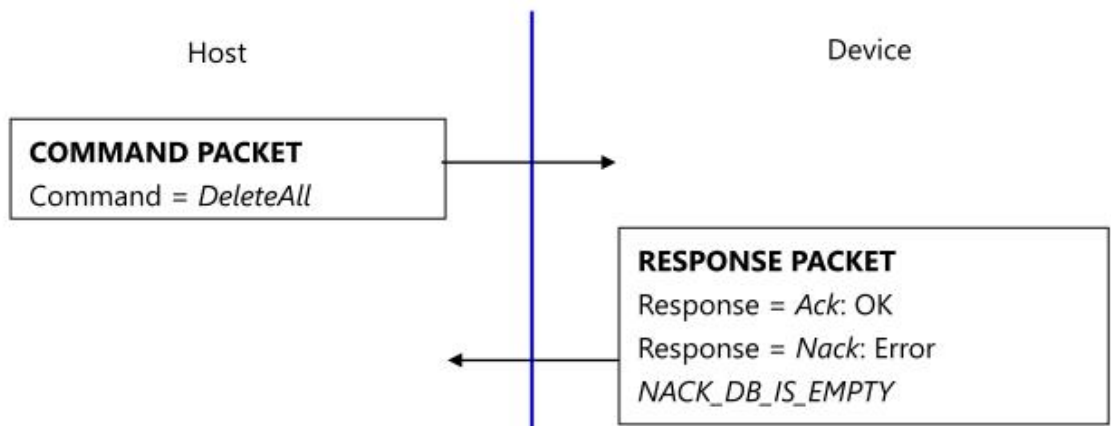 Host
Device
COMMAND PACKET
Command = DeleteAll
RESPONSE PACKET
Response = Ack: OK
Response = Nack: Error
NACK_DB_IS_EMPTY